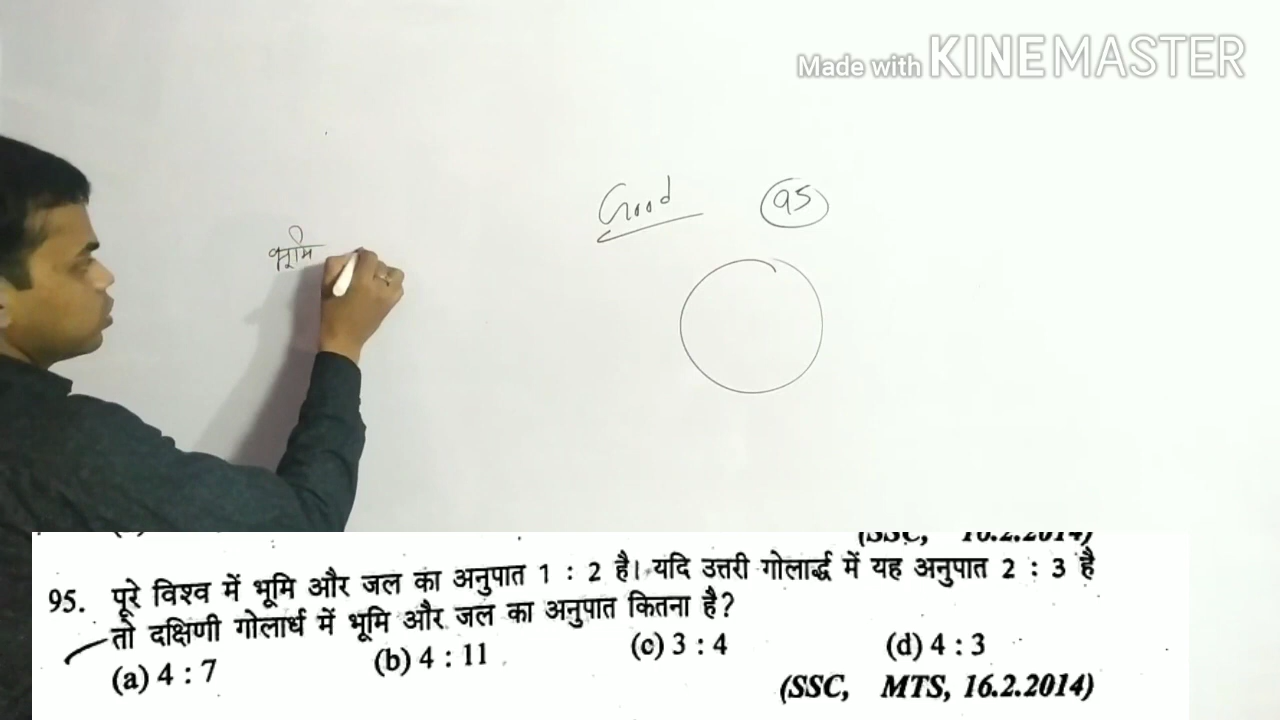 Made with KINEMASTER
Good 95
भूमि
(SSC, 16.2.2014)
95. पूरे विश्व में भूमि और जल का अनुपात 1 : 2 है। यदि उत्तरी गोलार्द्ध में यह अनुपात 2 : 3 है
तो दक्षिणी गोलार्ध में भूमि और जल का अनुपात कितना है?
(a) 4 : 7 (b) 4 : 11 (c) 3 : 4 (d) 4 : 3
(SSC, MTS, 16.2.2014)